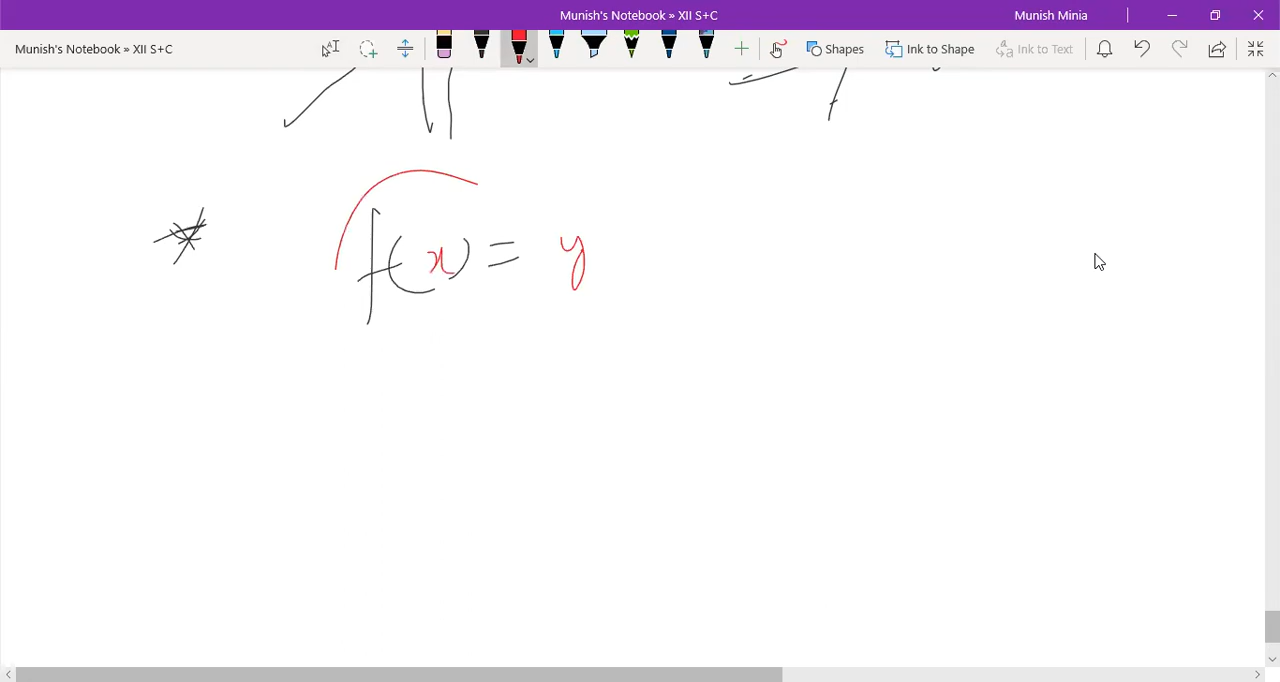 Munish's Notebook » XII S+C
Munish Minia
Munish's Notebook » XII S+C
Shapes
Ink to Shape
Ink to Text
* f(x) = y